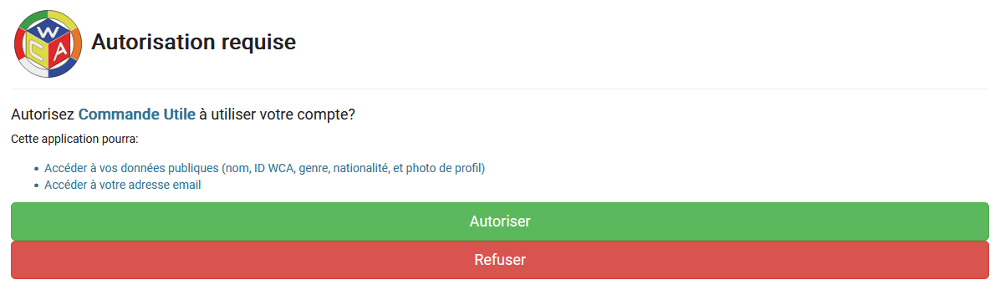 W C A
Autorisation requise
Autorisez Commande Utile à utiliser votre compte?
Cette application pourra:
Accéder à vos données publiques (nom, ID WCA, genre, nationalité, et photo de profil)
Accéder à votre adresse email
Autoriser
Refuser